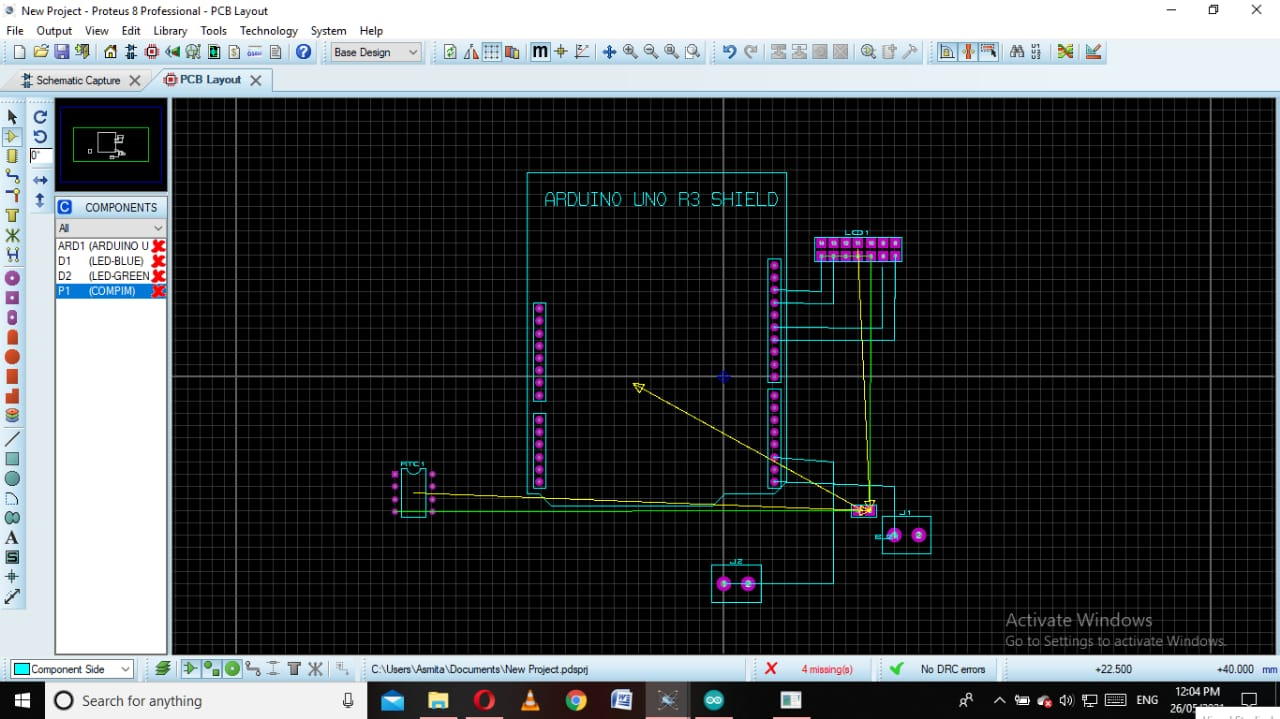 New Project - Proteus 8 Professional - PCB Layout
File Output View Edit Library Tools Technology System Help
Base Design
Schematic Capture
PCB Layout
0°
C COMPONENTS
All
ARD1 (ARDUINO U
D1 (LED-BLUE)
D2 (LED-GREEN
P1 (COMPIM)
ARDUINO UNO R3 SHIELD
LCD1
RTC1
J1
J2
Activate Windows
Go to Settings to activate Windows.
Component Side
C:\Users\Asmita\Documents\New Project.pdsprj
4 missing(s)
No DRC errors
+22.500
+40.000 mm
Search for anything
ENG
12:04 PM